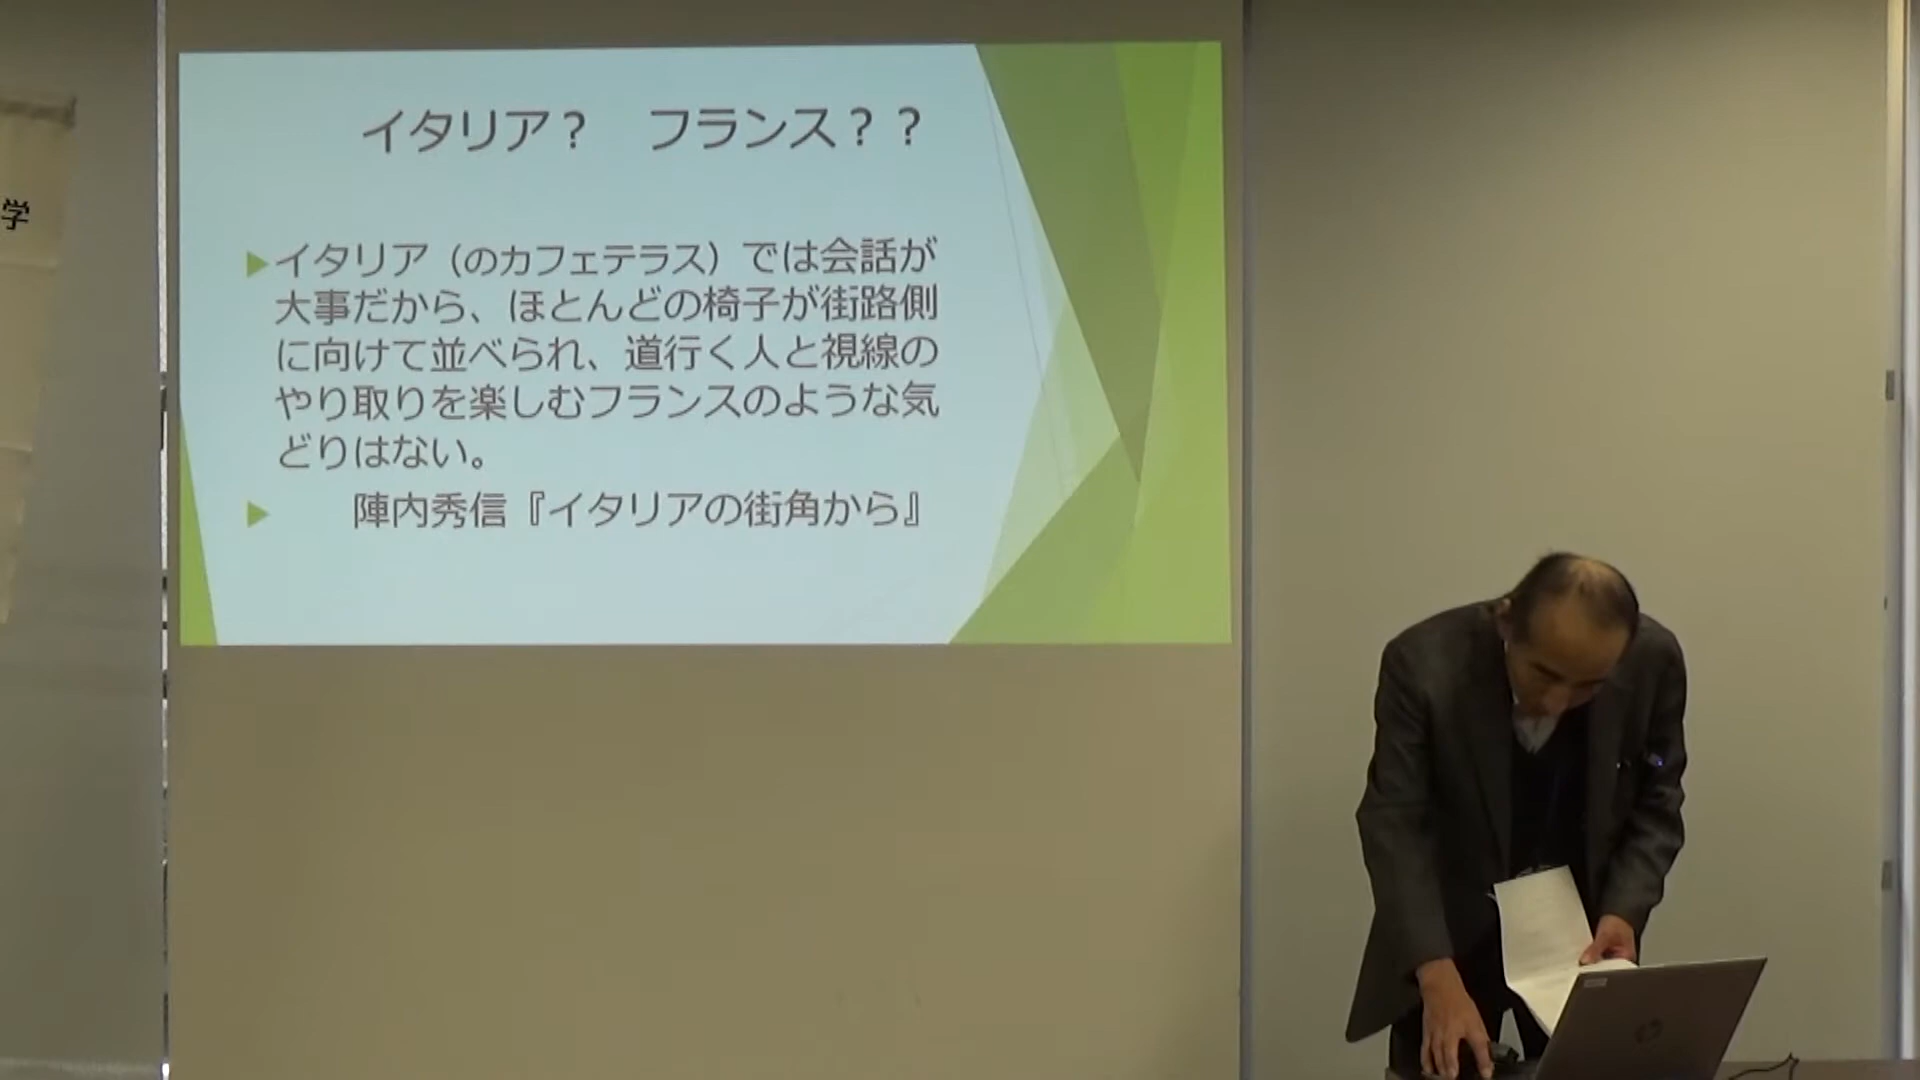 学
イタリア？　フランス？？
イタリア（のカフェテラス）では会話が
大事だから、ほとんどの椅子が街路側
に向けて並べられ、道行く人と視線の
やり取りを楽しむフランスのような気
どりはない。
陣内秀信『イタリアの街角から』
hp